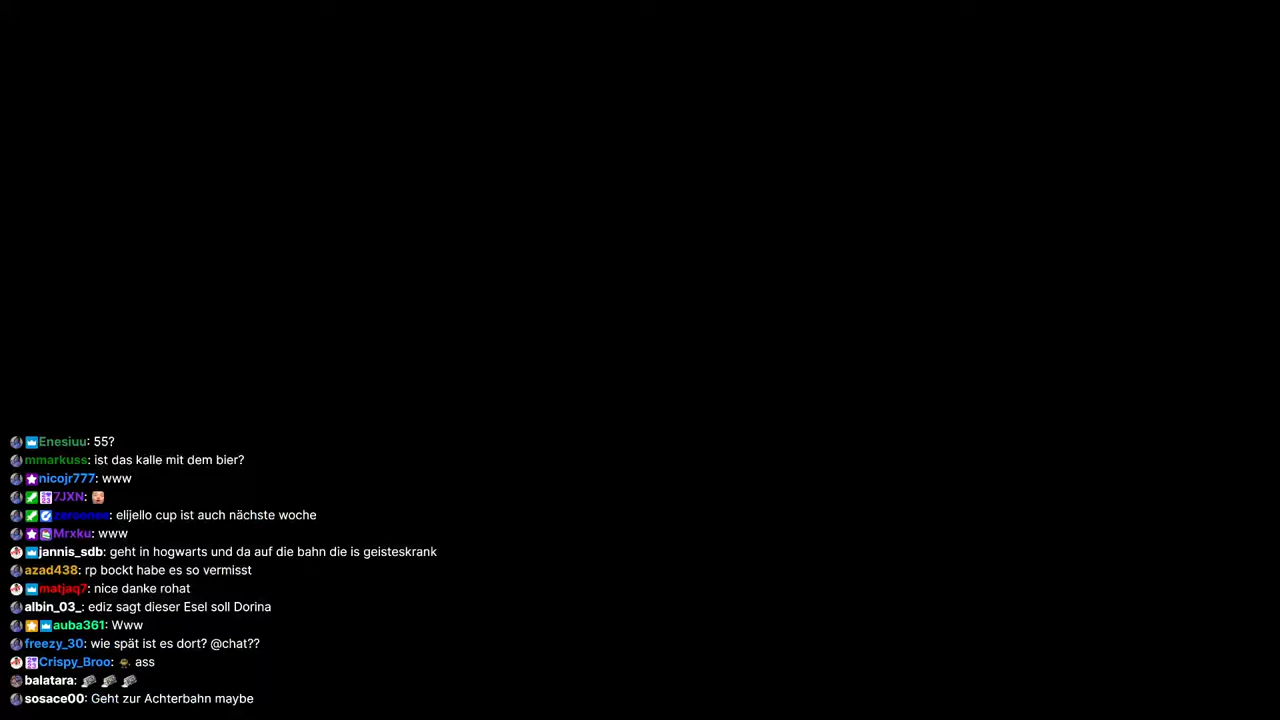 Enesiuu: 55?
mmarkuss: ist das kalle mit dem bier?
nicojr777: www
7JXN:
zeroonee: elijello cup ist auch nächste woche
Mrxku: www
jannis_sdb: geht in hogwarts und da auf die bahn die is geisteskrank
azad438: rp bockt habe es so vermisst
matjaq7: nice danke rohat
albin_03_: ediz sagt dieser Esel soll Dorina
auba361: Www
freezy_30: wie spät ist es dort? @chat??
Crispy_Broo: ass
balatara:
sosace00: Geht zur Achterbahn maybe